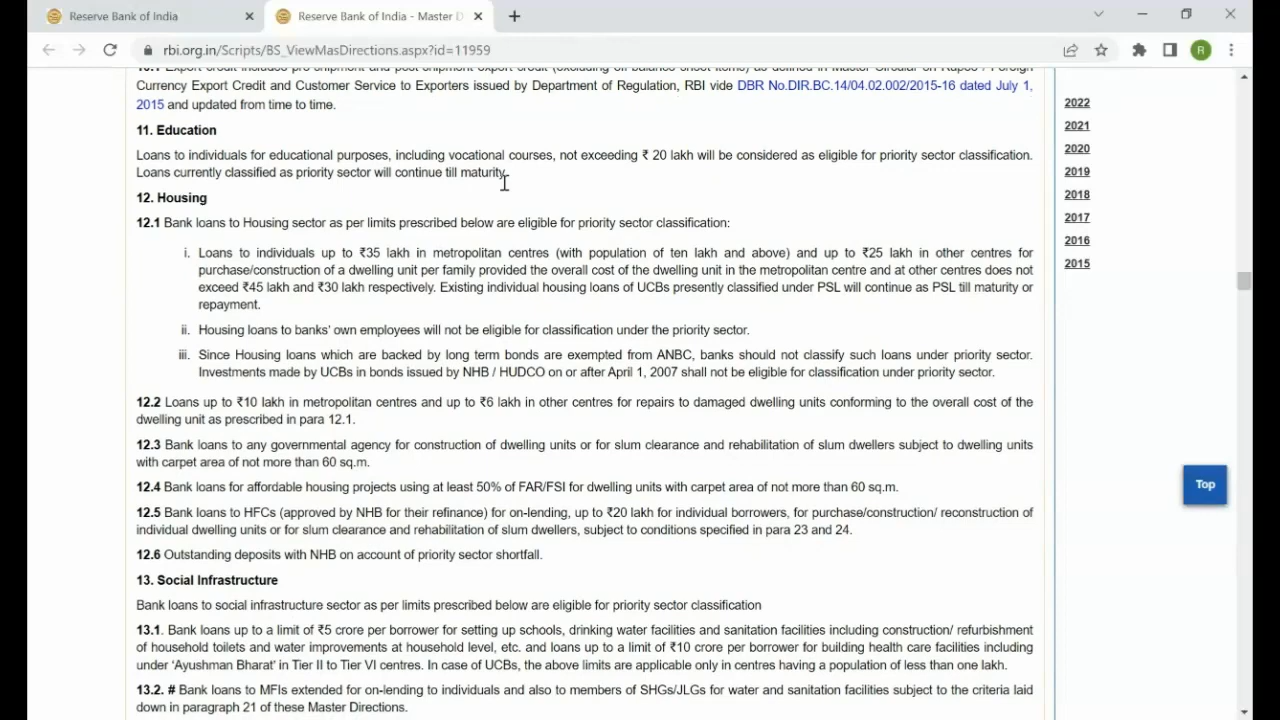 Reserve Bank of India
Reserve Bank of India - Master D
rbi.org.in/Scripts/BS_ViewMasDirections.aspx?id=11959
R
10.1 Export credit includes pre-shipment and post-shipment export credit (excluding off-balance sheet items) as defined in Master Circular on Rupee / Foreign
Currency Export Credit and Customer Service to Exporters issued by Department of Regulation, RBI vide DBR No.DIR.BC.14/04.02.002/2015-16 dated July 1,
2015 and updated from time to time.
11. Education
Loans to individuals for educational purposes, including vocational courses, not exceeding ₹ 20 lakh will be considered as eligible for priority sector classification.
Loans currently classified as priority sector will continue till maturity.
12. Housing
12.1 Bank loans to Housing sector as per limits prescribed below are eligible for priority sector classification:
i. Loans to individuals up to ₹35 lakh in metropolitan centres (with population of ten lakh and above) and up to ₹25 lakh in other centres for
purchase/construction of a dwelling unit per family provided the overall cost of the dwelling unit in the metropolitan centre and at other centres does not
exceed ₹45 lakh and ₹30 lakh respectively. Existing individual housing loans of UCBs presently classified under PSL will continue as PSL till maturity or
repayment.
ii. Housing loans to banks' own employees will not be eligible for classification under the priority sector.
iii. Since Housing loans which are backed by long term bonds are exempted from ANBC, banks should not classify such loans under priority sector.
Investments made by UCBs in bonds issued by NHB / HUDCO on or after April 1, 2007 shall not be eligible for classification under priority sector.
12.2 Loans up to ₹10 lakh in metropolitan centres and up to ₹6 lakh in other centres for repairs to damaged dwelling units conforming to the overall cost of the
dwelling unit as prescribed in para 12.1.
12.3 Bank loans to any governmental agency for construction of dwelling units or for slum clearance and rehabilitation of slum dwellers subject to dwelling units
with carpet area of not more than 60 sq.m.
12.4 Bank loans for affordable housing projects using at least 50% of FAR/FSI for dwelling units with carpet area of not more than 60 sq.m.
12.5 Bank loans to HFCs (approved by NHB for their refinance) for on-lending, up to ₹20 lakh for individual borrowers, for purchase/construction/ reconstruction of
individual dwelling units or for slum clearance and rehabilitation of slum dwellers, subject to conditions specified in para 23 and 24.
12.6 Outstanding deposits with NHB on account of priority sector shortfall.
13. Social Infrastructure
Bank loans to social infrastructure sector as per limits prescribed below are eligible for priority sector classification
13.1. Bank loans up to a limit of ₹5 crore per borrower for setting up schools, drinking water facilities and sanitation facilities including construction/ refurbishment
of household toilets and water improvements at household level, etc. and loans up to a limit of ₹10 crore per borrower for building health care facilities including
under 'Ayushman Bharat' in Tier II to Tier VI centres. In case of UCBs, the above limits are applicable only in centres having a population of less than one lakh.
13.2. # Bank loans to MFIs extended for on-lending to individuals and also to members of SHGs/JLGs for water and sanitation facilities subject to the criteria laid
down in paragraph 21 of these Master Directions.
2022
2021
2020
2019
2018
2017
2016
2015
Top